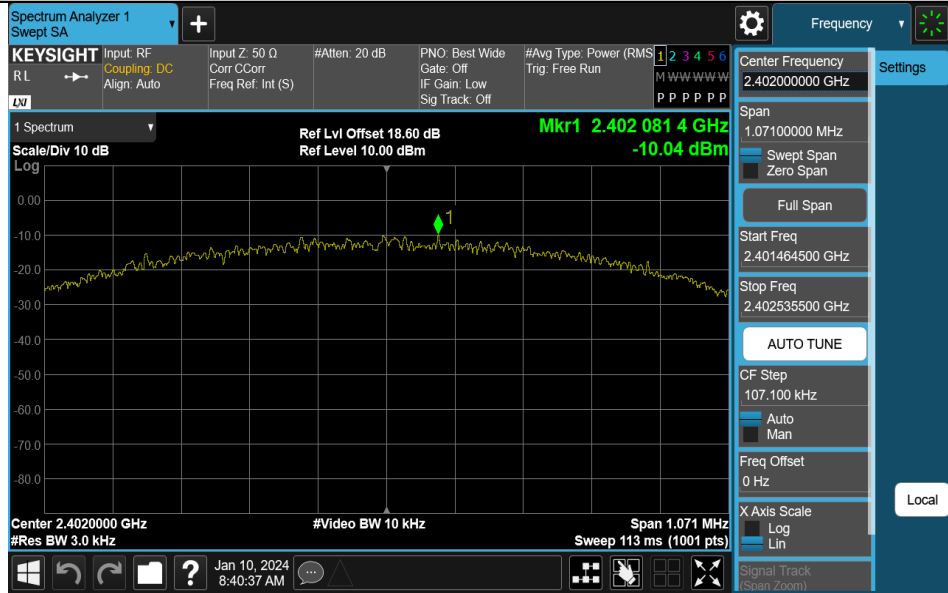 Spectrum Analyzer 1
Swept SA
Frequency
KEYSIGHT
R L
LXI
Input: RF
Coupling: DC
Align: Auto
Input Z: 50 Ω
Corr CCorr
Freq Ref: Int (S)
#Atten: 20 dB
PNO: Best Wide
Gate: Off
IF Gain: Low
Sig Track: Off
#Avg Type: Power (RMS
Trig: Free Run
1 2 3 4 5 6
M W W W W W
P P P P P P
1 Spectrum
Scale/Div 10 dB
Log
Ref Lvl Offset 18.60 dB
Ref Level 10.00 dBm
Mkr1 2.402 081 4 GHz
-10.04 dBm
1
0.00
-10.0
-20.0
-30.0
-40.0
-50.0
-60.0
-70.0
-80.0
Center 2.4020000 GHz
#Res BW 3.0 kHz
#Video BW 10 kHz
Span 1.071 MHz
Sweep 113 ms (1001 pts)
Center Frequency
2.402000000 GHz
Span
1.07100000 MHz
Swept Span
Zero Span
Full Span
Start Freq
2.401464500 GHz
Stop Freq
2.402535500 GHz
AUTO TUNE
CF Step
107.100 kHz
Auto
Man
Freq Offset
0 Hz
X Axis Scale
Log
Lin
Signal Track
(Span Zoom)
Settings
Local
?
Jan 10, 2024
8:40:37 AM